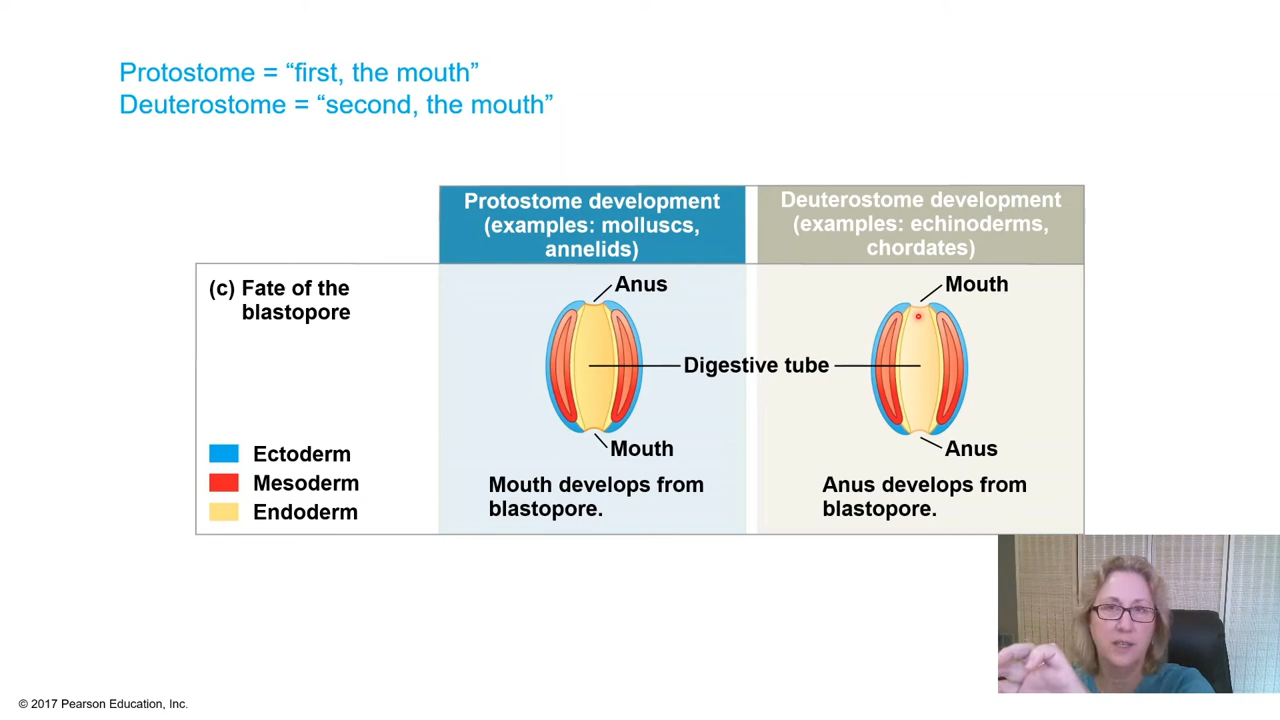 Protostome = “first, the mouth”
Deuterostome = “second, the mouth”
Protostome development
(examples: molluscs,
annelids)
Deuterostome development
(examples: echinoderms,
chordates)
(c) Fate of the
blastopore
Anus
Mouth
Digestive tube
Mouth
Anus
Mouth develops from
blastopore.
Anus develops from
blastopore.
Ectoderm
Mesoderm
Endoderm
© 2017 Pearson Education, Inc.